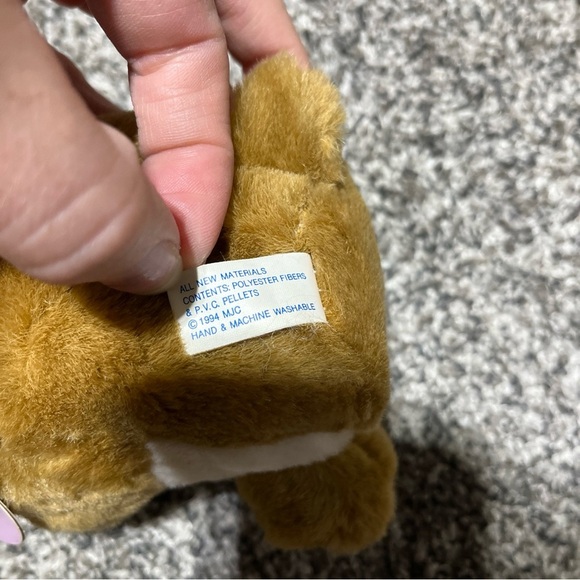 ALL NEW MATERIALS
CONTENTS: POLYESTER FIBERS
& P.V.C. PELLETS
© 1994 MJC
HAND & MACHINE WASHABLE